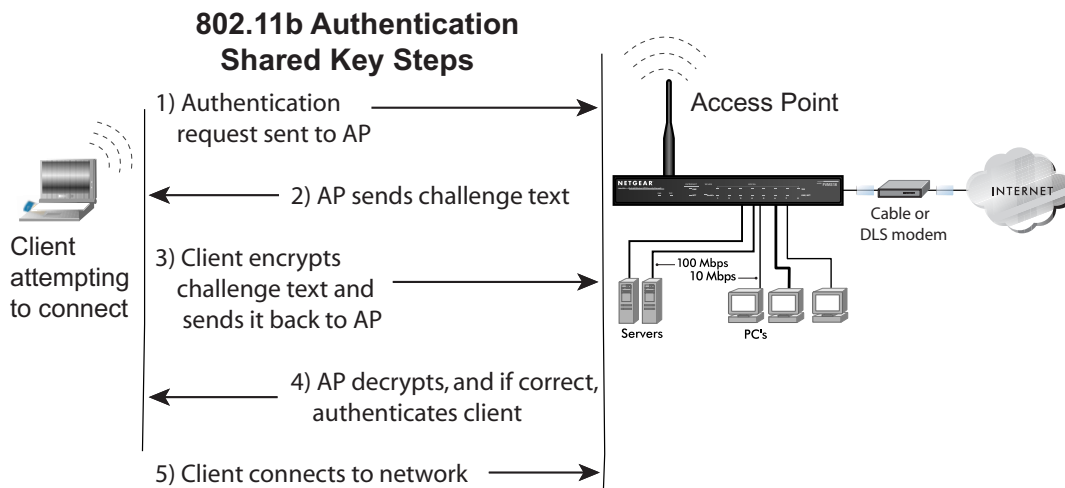 802.11b Authentication
Shared Key Steps
1) Authentication
request sent to AP
2) AP sends challenge text
3) Client encrypts
challenge text and
sends it back to AP
4) AP decrypts, and if correct,
authenticates client
5) Client connects to network
Client
attempting
to connect
Access Point
NETGEAR
INTERNET
Cable or
DLS modem
100 Mbps
10 Mbps
Servers
PC's